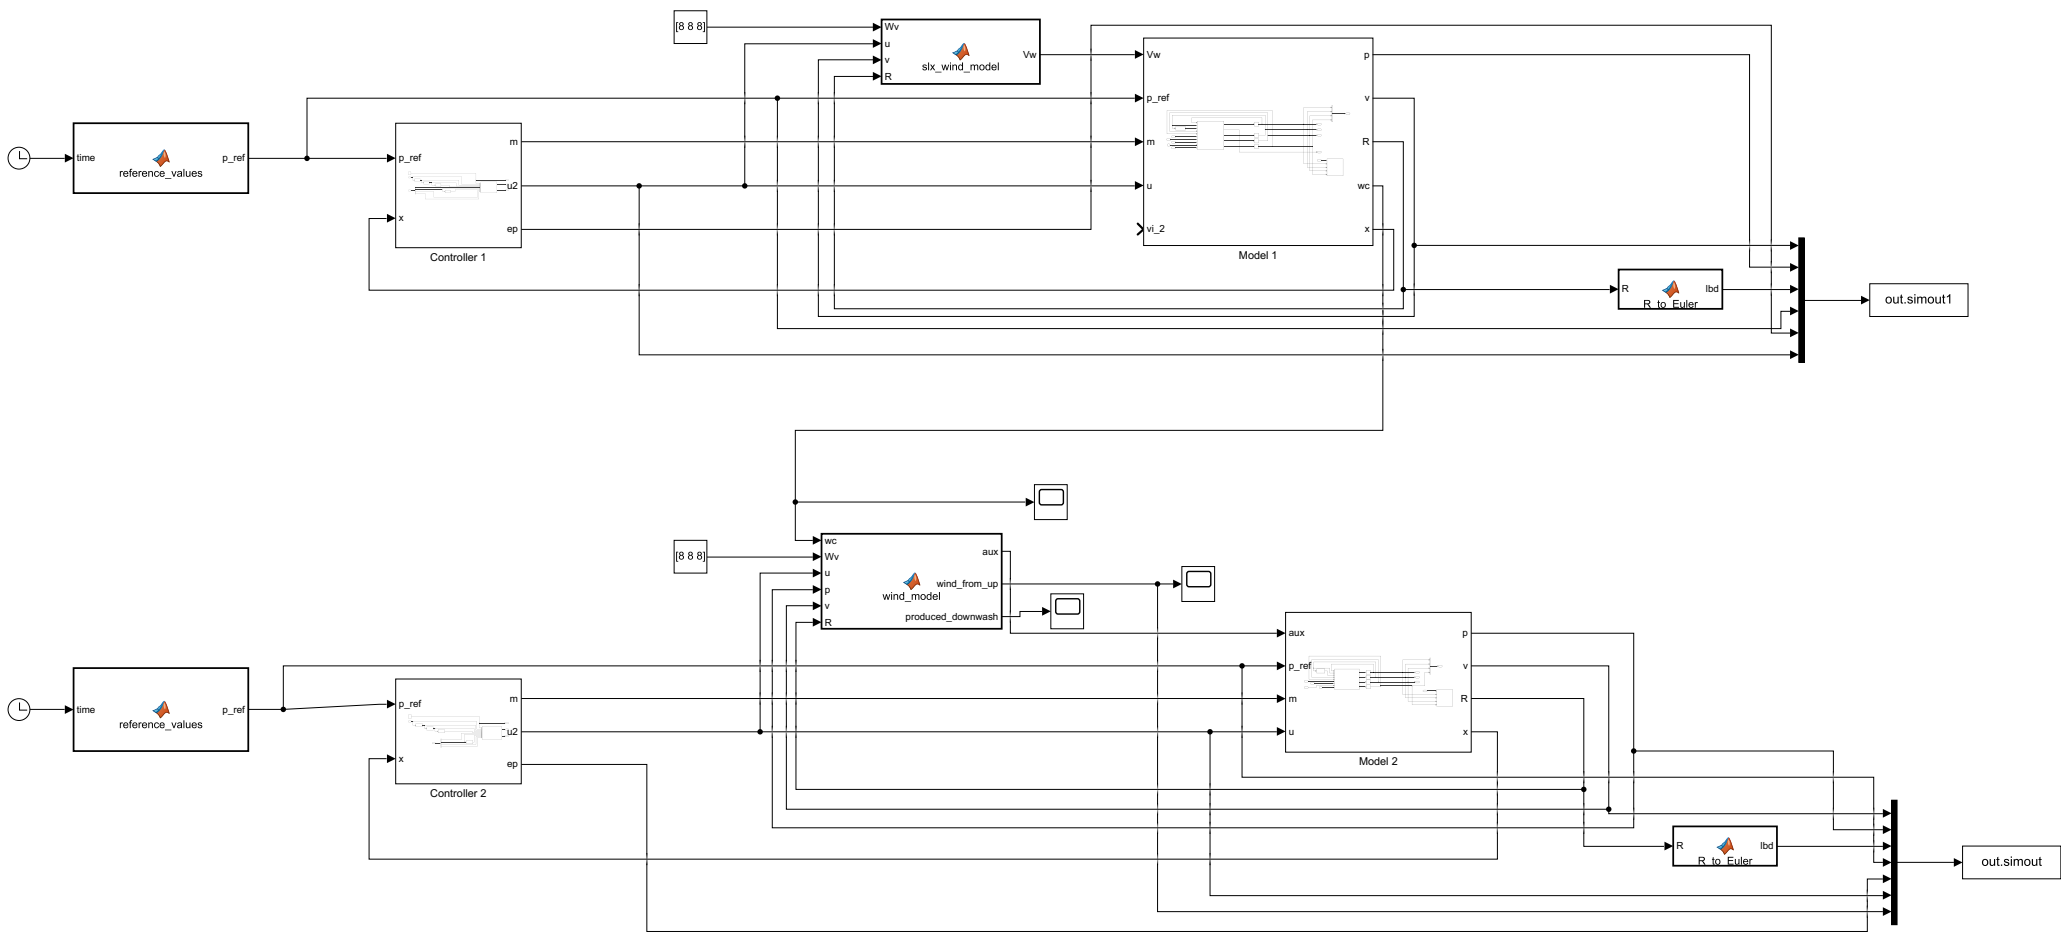 [8 8 8]
Wv
u
v
R
slx_wind_model
Vw
time
reference_values
p_ref
p_ref
x
m
u2
ep
Controller 1
Vw
p_ref
m
u
vi_2
p
v
R
wc
x
Model 1
R
R_to_Euler
lbd
out.simout1
[8 8 8]
wc
Wv
u
p
v
R
wind_model
aux
wind_from_up
produced_downwash
time
reference_values
p_ref
p_ref
x
m
u2
ep
Controller 2
aux
p_ref
m
u
p
v
R
x
Model 2
R
R_to_Euler
lbd
out.simout